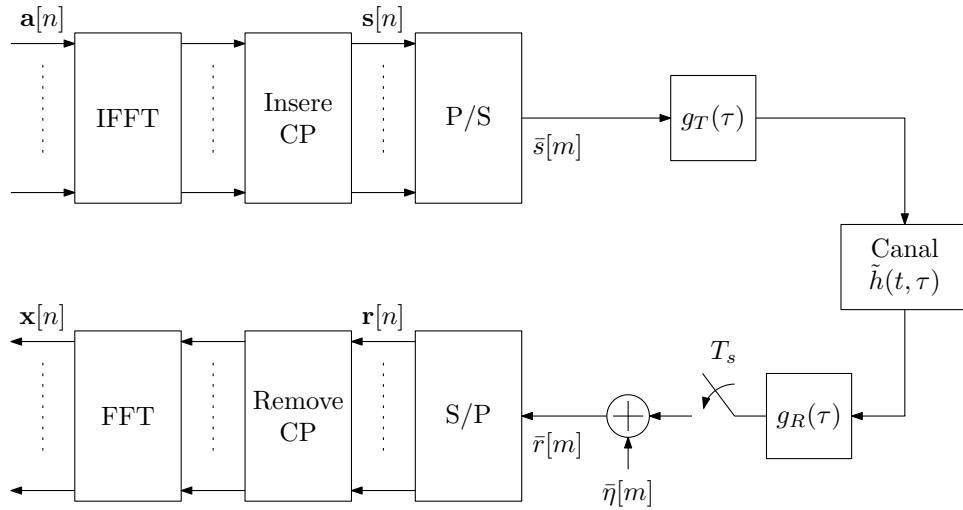 𝐚[n]
𝐬[n]
IFFT
Insere
CP
P/S
s̄[m]
g_T(τ)
Canal
h̃(t, τ)
𝐱[n]
𝐫[n]
T_s
FFT
Remove
CP
S/P
r̄[m]
η̄[m]
g_R(τ)